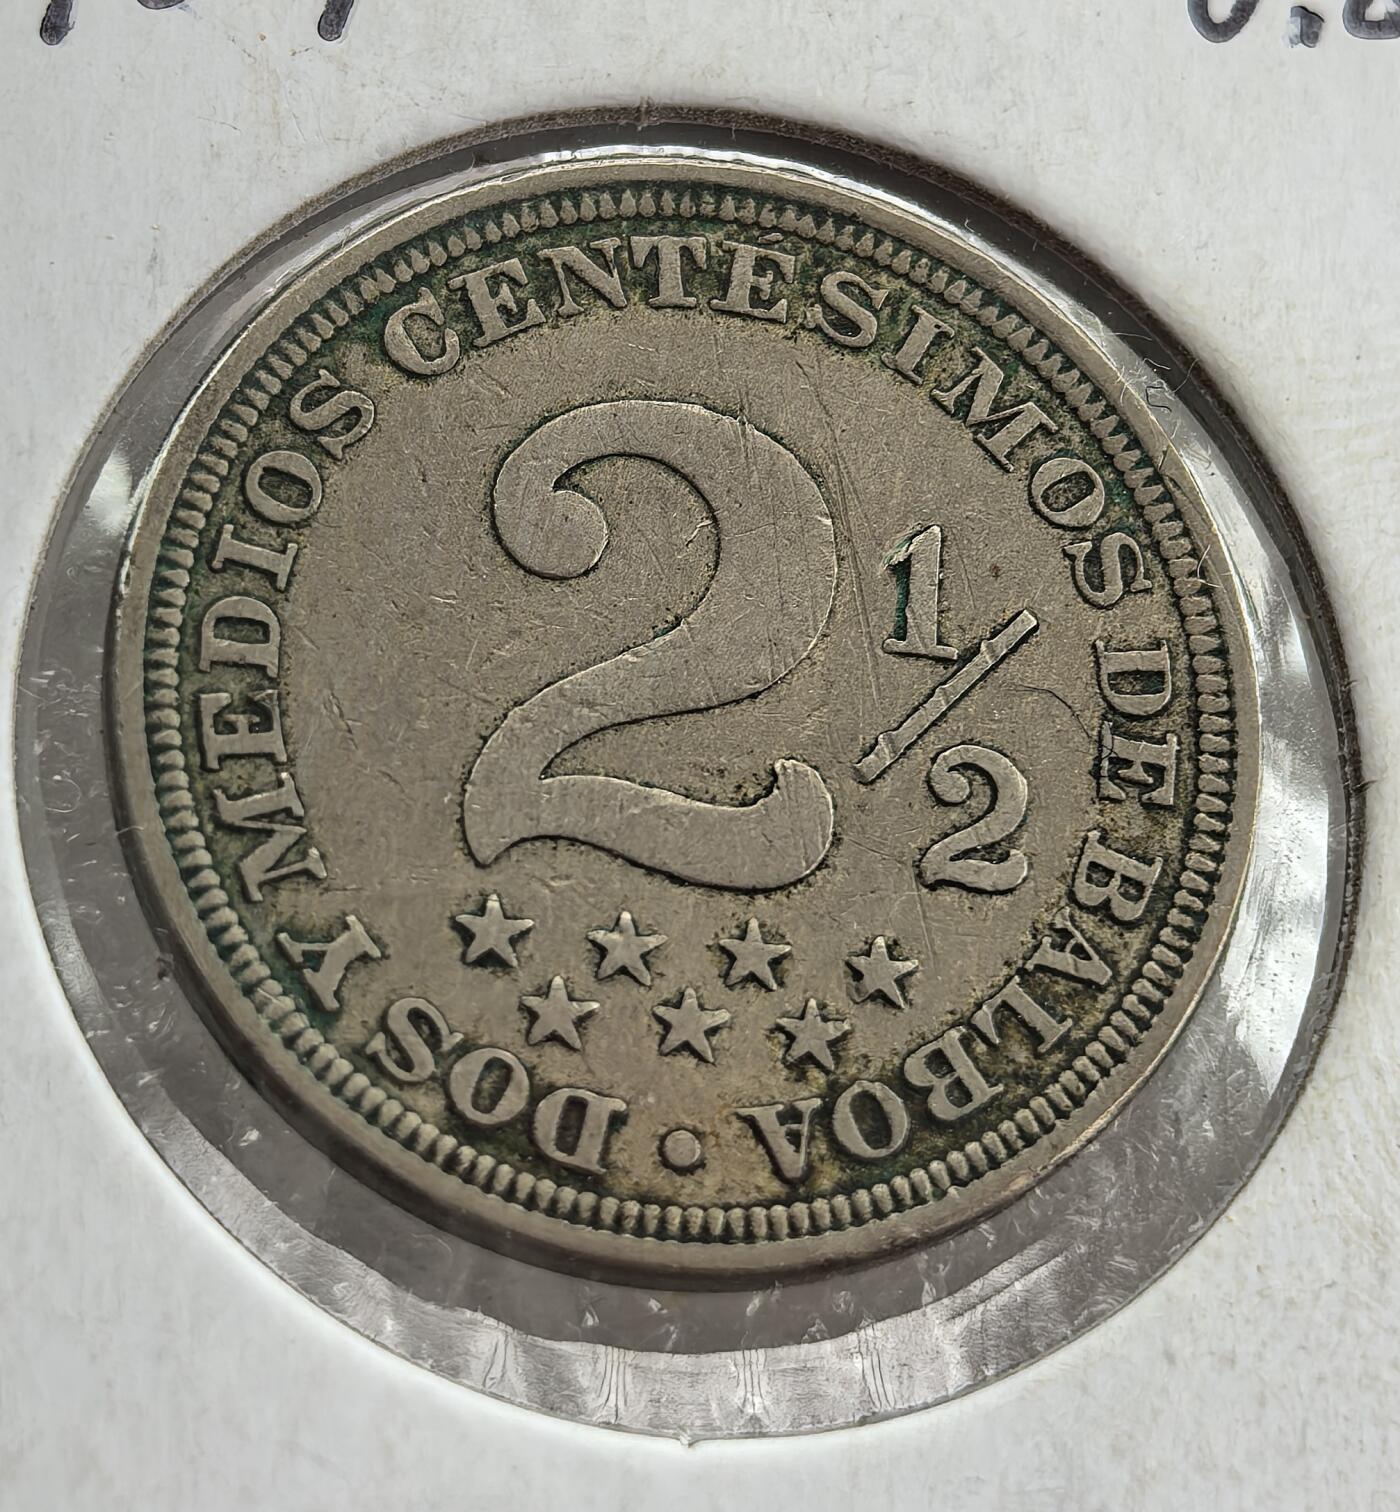 DOS Y MEDIOS CENTÉSIMOS DE BALBOA
2 1/2